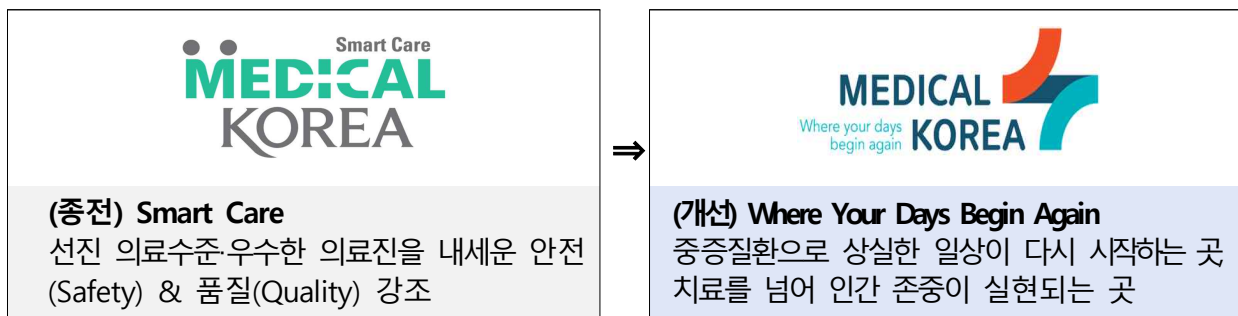 Smart Care
MEDICAL
KOREA
(종전) Smart Care
선진 의료수준·우수한 의료진을 내세운 안전
(Safety) & 품질(Quality) 강조
⇒
MEDICAL
Where your days
begin again
KOREA
(개선) Where Your Days Begin Again
중증질환으로 상실한 일상이 다시 시작하는 곳,
치료를 넘어 인간 존중이 실현되는 곳